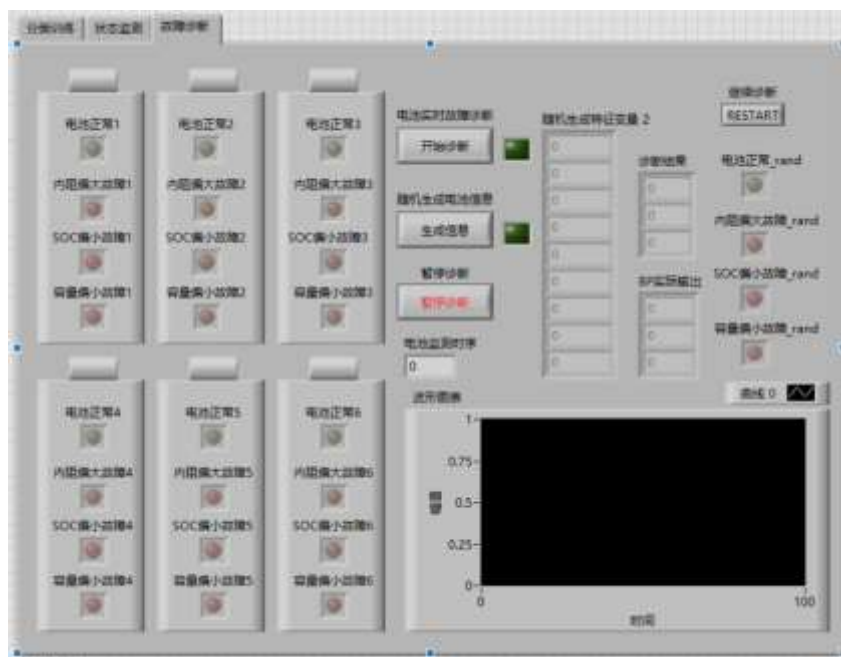 分类训练 状态监测 故障诊断
电池正常1
内阻偏大故障1
SOC偏小故障1
容量偏小故障1
电池正常2
内阻偏大故障2
SOC偏小故障2
容量偏小故障2
电池正常3
内阻偏大故障3
SOC偏小故障3
容量偏小故障3
电池正常4
内阻偏大故障4
SOC偏小故障4
容量偏小故障4
电池正常5
内阻偏大故障5
SOC偏小故障5
容量偏小故障5
电池正常6
内阻偏大故障6
SOC偏小故障6
容量偏小故障6
电池实时故障诊断
开始诊断
随机生成电池信息
生成信息
暂停诊断
暂停诊断
电池监测时序
0
随机生成特征变量 2
0
0
0
0
0
0
0
0
0
诊断结果
0
0
0
BP实际输出
0
0
0
继续诊断
RESTART
电池正常_rand
内阻偏大故障_rand
SOC偏小故障_rand
容量偏小故障_rand
波形图表
曲线 0
幅值
1
0.75
0.5
0.25
0
0
100
时间